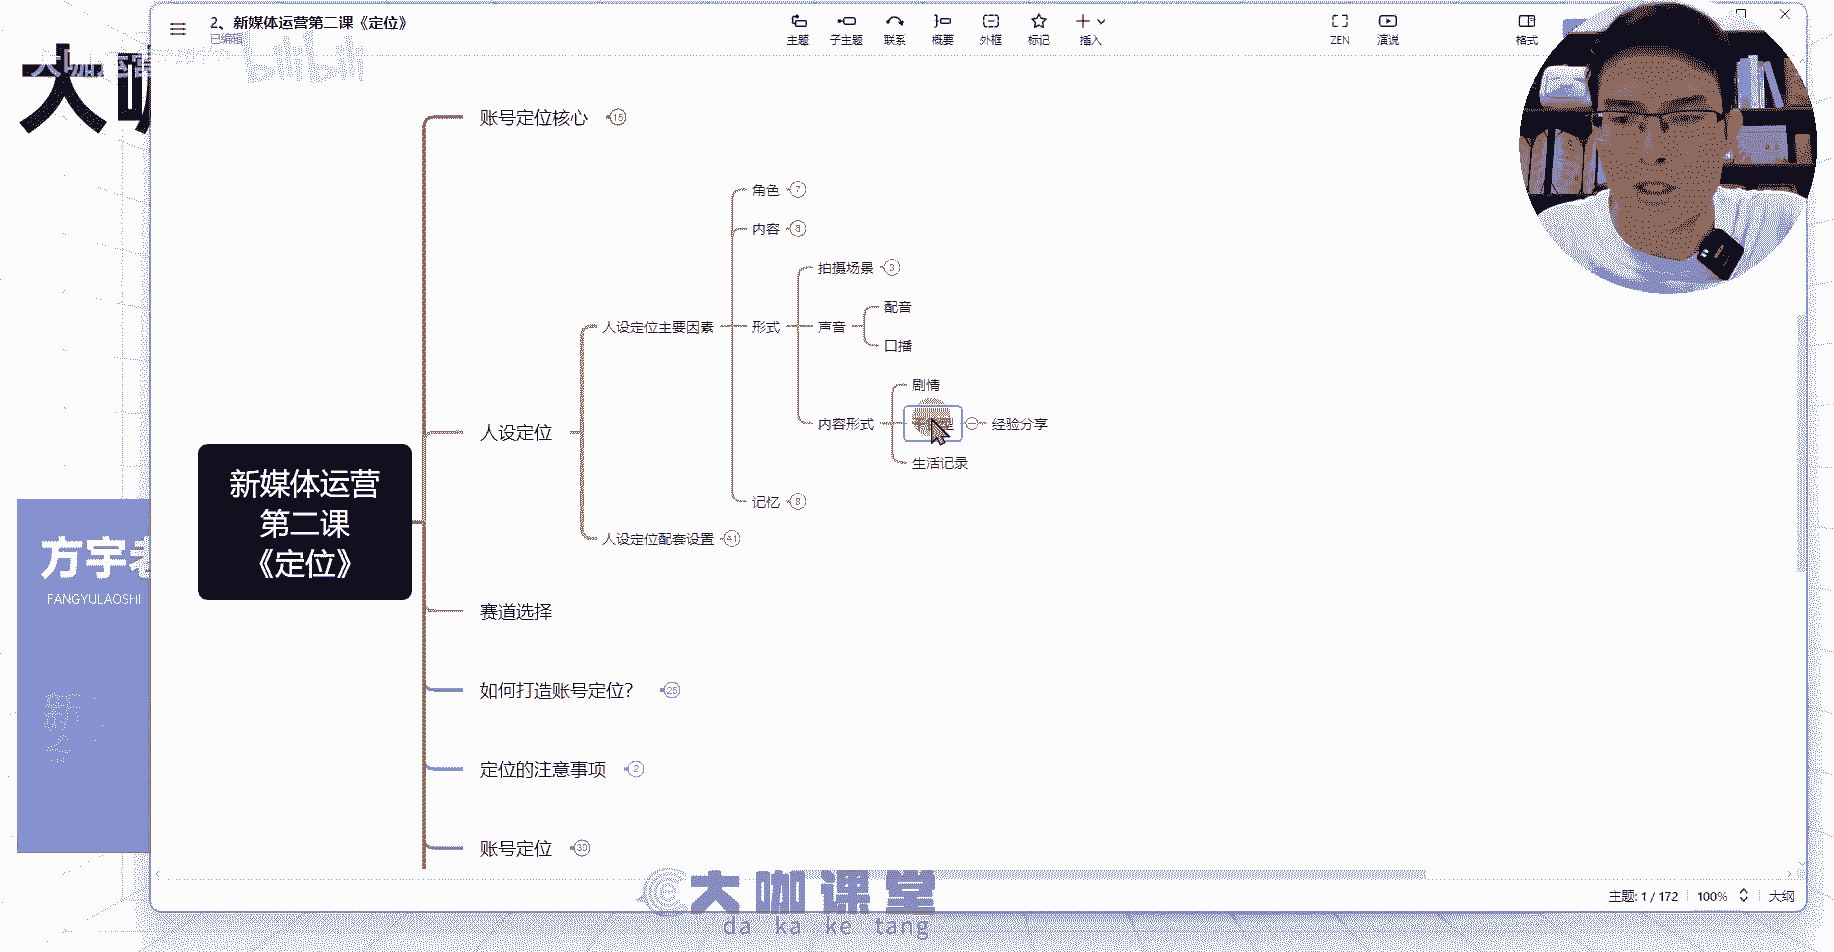 2、新媒体运营第二课《定位》
已编辑
主题
子主题
联系
概要
外框
标记
插入
ZEN
演说
格式
大咖
bilibili
账号定位核心
15
角色
7
内容
8
拍摄场景
3
配音
人设定位主要因素
形式
声音
口播
剧情
人设定位
内容形式
经验分享
生活记录
新媒体运营
第二课
《定位》
记忆
8
人设定位配套设置
41
方宇老
FANGYULAOSHI
赛道选择
如何打造账号定位?
25
定位的注意事项
2
账号定位
30
大咖课堂
da ka ke tang
主题: 1 / 172
100%
大纲